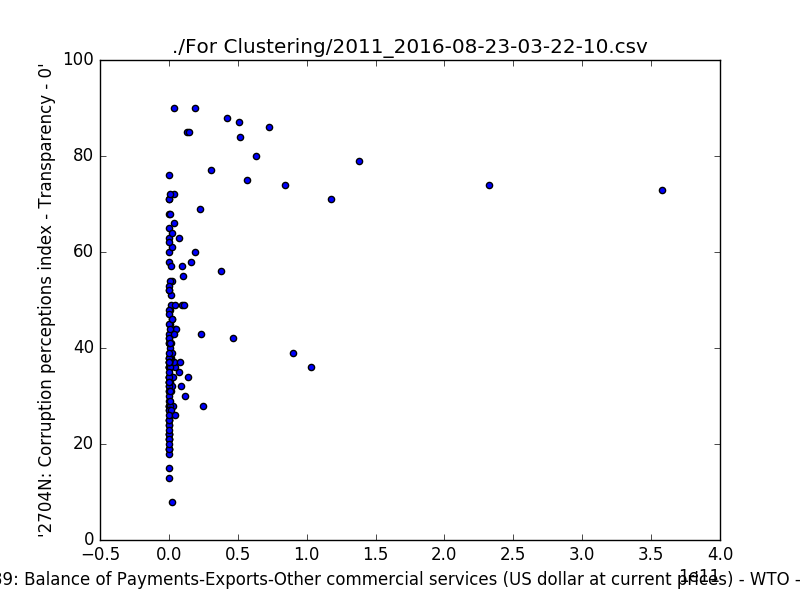 ./For Clustering/2011_2016-08-23-03-22-10.csv
100
80
60
40
20
0
'2704N: Corruption perceptions index - Transparency - 0'
−0.5 0.0 0.5 1.0 1.5 2.0 2.5 3.0 3.5 4.0
1e11
39: Balance of Payments-Exports-Other commercial services (US dollar at current prices) - WTO -